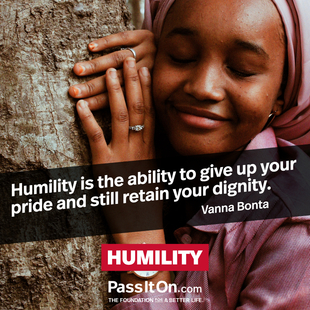 Humility is the ability to give up your
pride and still retain your dignity.
Vanna Bonta
HUMILITY
PassItOn.com
THE FOUNDATION FOR A BETTER LIFE